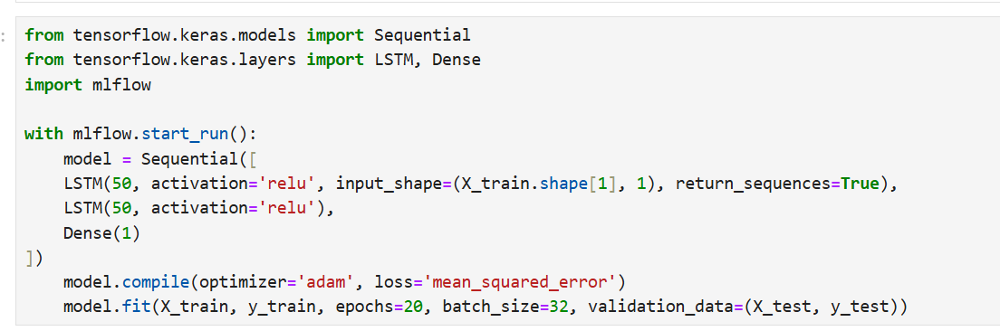 :
from tensorflow.keras.models import Sequential
from tensorflow.keras.layers import LSTM, Dense
import mlflow

with mlflow.start_run():
    model = Sequential([
    LSTM(50, activation='relu', input_shape=(X_train.shape[1], 1), return_sequences=True),
    LSTM(50, activation='relu'),
    Dense(1)
])
    model.compile(optimizer='adam', loss='mean_squared_error')
    model.fit(X_train, y_train, epochs=20, batch_size=32, validation_data=(X_test, y_test))